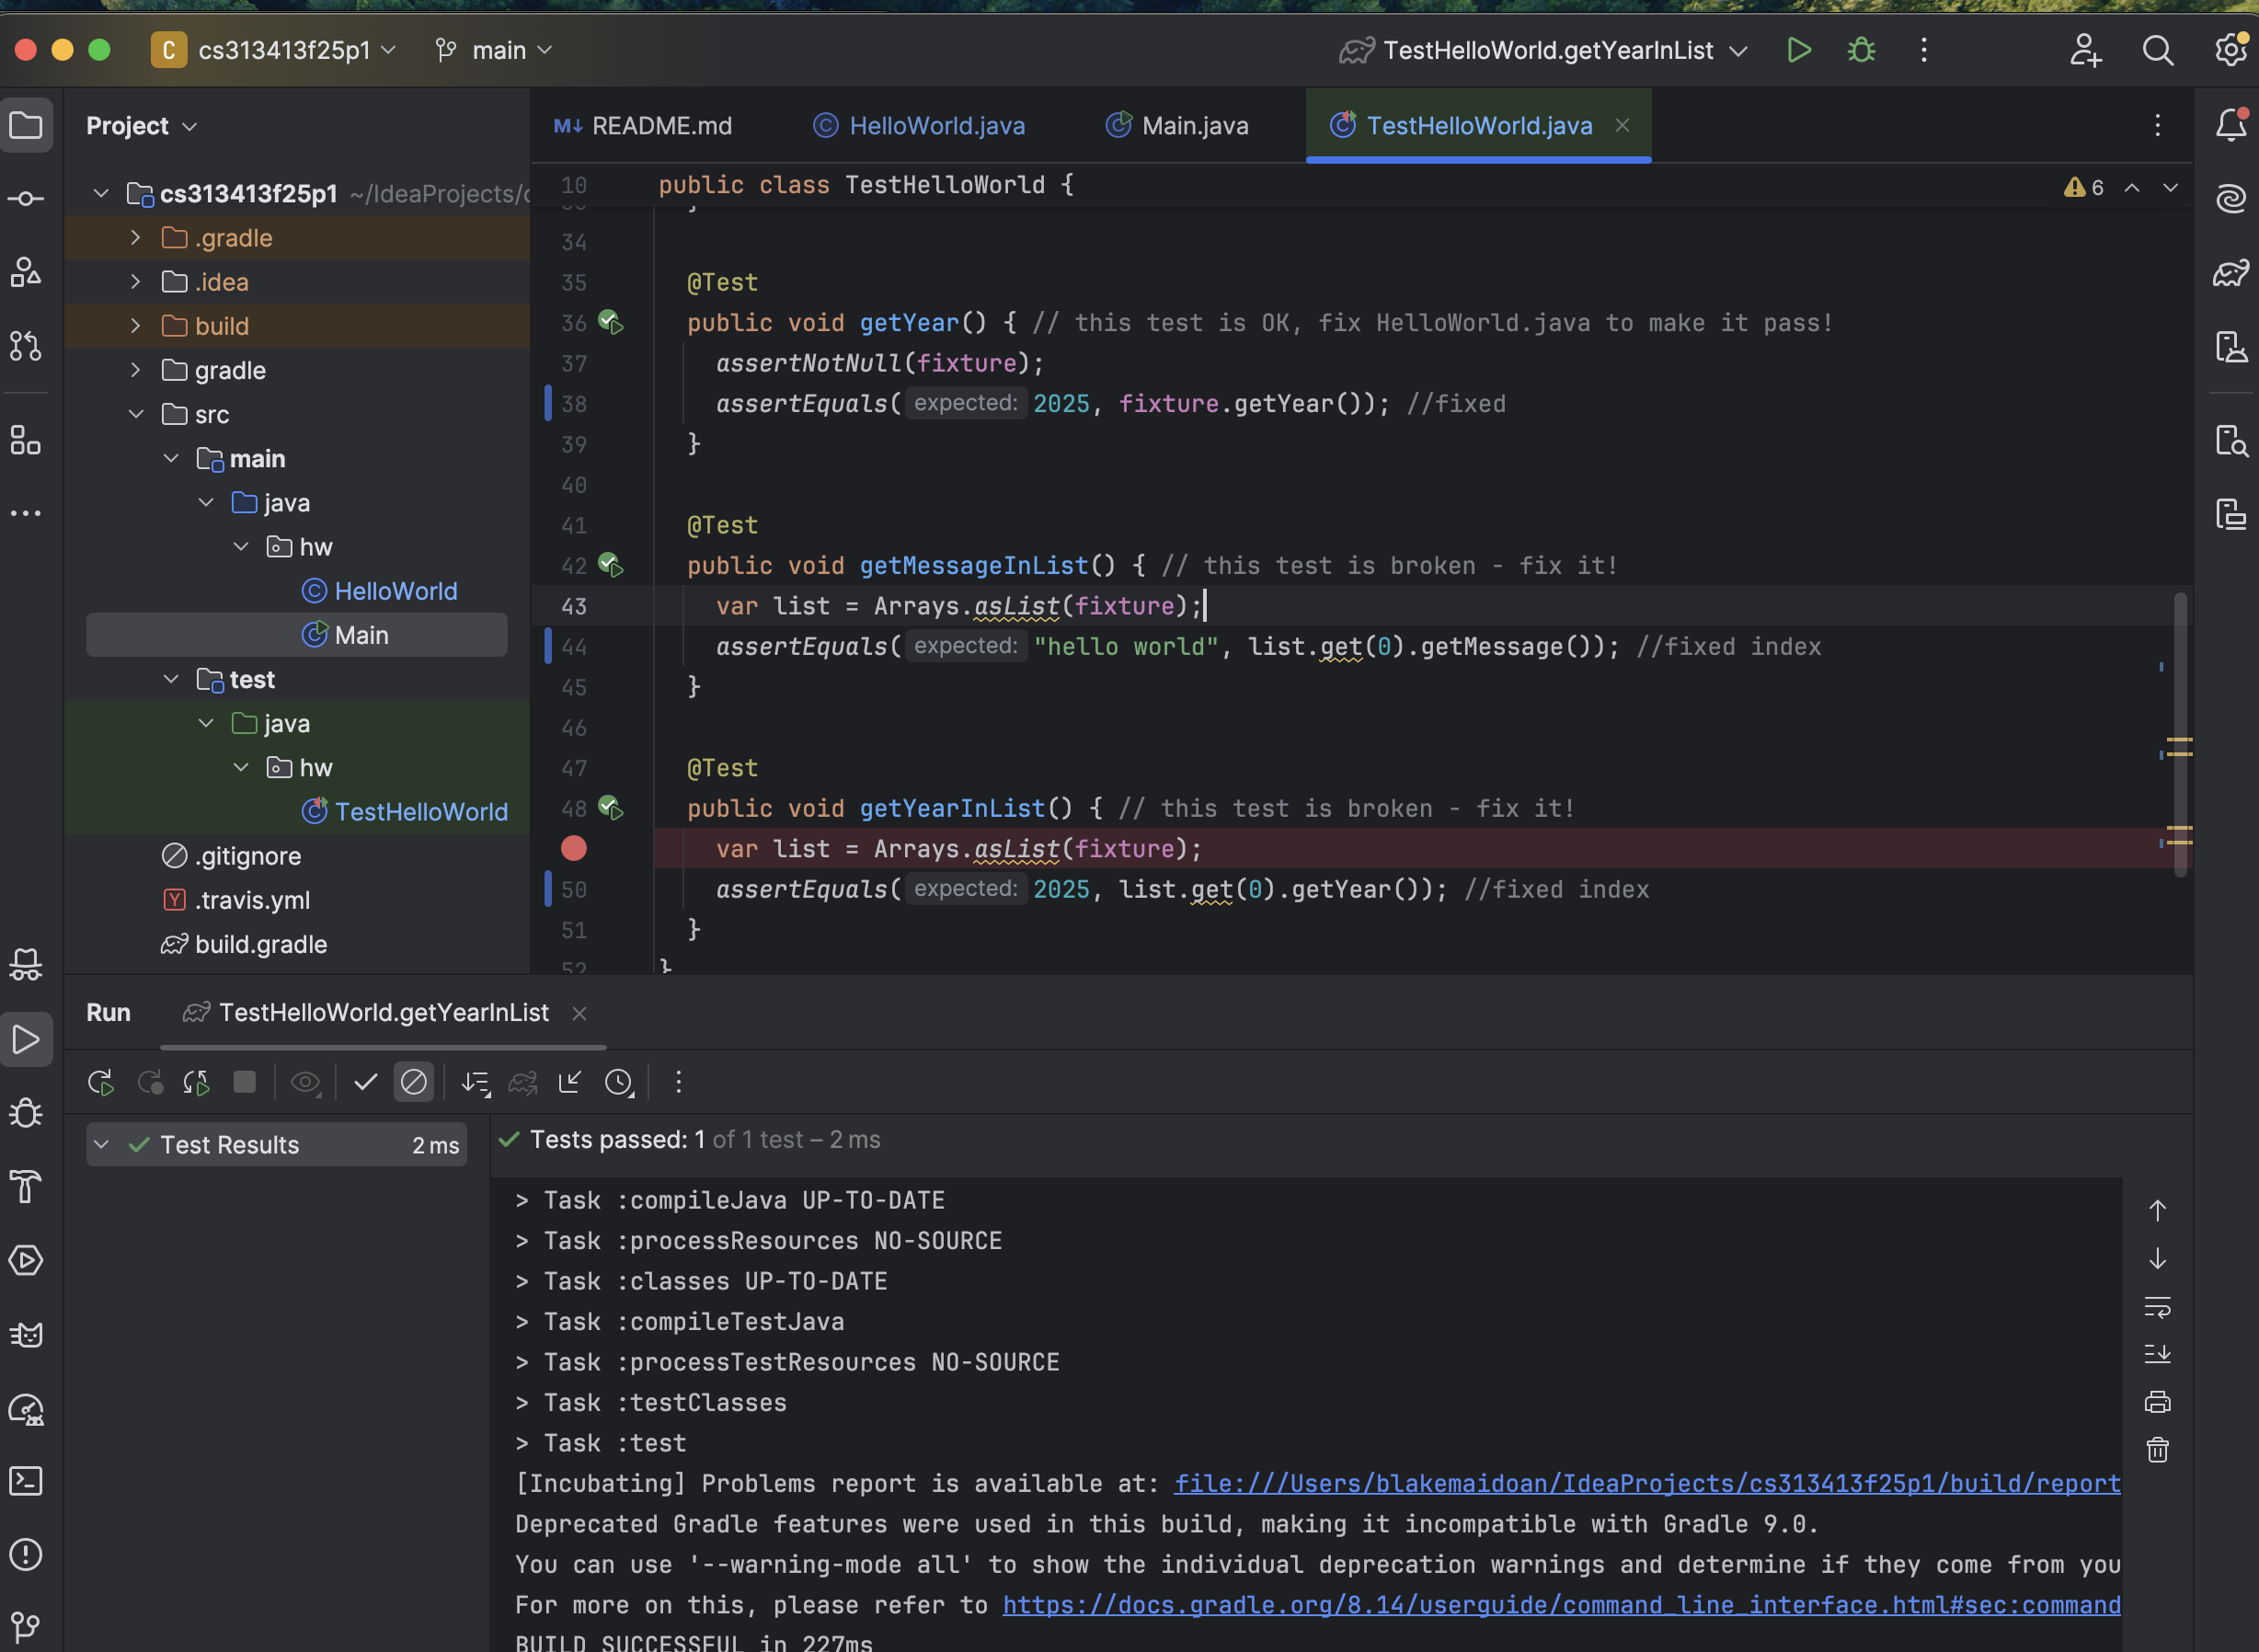 C cs313413f25p1 main TestHelloWorld.getYearInList
Project
README.md HelloWorld.java Main.java TestHelloWorld.java
cs313413f25p1 ~/IdeaProjects/c
.gradle
.idea
build
gradle
src
main
java
hw
HelloWorld
Main
test
java
hw
TestHelloWorld
.gitignore
.travis.yml
build.gradle
10 public class TestHelloWorld { 6
34
35 @Test
36 public void getYear() { // this test is OK, fix HelloWorld.java to make it pass!
37 assertNotNull(fixture);
38 assertEquals( expected: 2025, fixture.getYear()); //fixed
39 }
40
41 @Test
42 public void getMessageInList() { // this test is broken - fix it!
43 var list = Arrays.asList(fixture);
44 assertEquals( expected: "hello world", list.get(0).getMessage()); //fixed index
45 }
46
47 @Test
48 public void getYearInList() { // this test is broken - fix it!
var list = Arrays.asList(fixture);
50 assertEquals( expected: 2025, list.get(0).getYear()); //fixed index
51 }
52 }
Run TestHelloWorld.getYearInList
Test Results 2 ms
Tests passed: 1 of 1 test – 2 ms
> Task :compileJava UP-TO-DATE
> Task :processResources NO-SOURCE
> Task :classes UP-TO-DATE
> Task :compileTestJava
> Task :processTestResources NO-SOURCE
> Task :testClasses
> Task :test
[Incubating] Problems report is available at: file:///Users/blakemaidoan/IdeaProjects/cs313413f25p1/build/report
Deprecated Gradle features were used in this build, making it incompatible with Gradle 9.0.
You can use '--warning-mode all' to show the individual deprecation warnings and determine if they come from you
For more on this, please refer to https://docs.gradle.org/8.14/userguide/command_line_interface.html#sec:command
BUILD SUCCESSFUL in 227ms